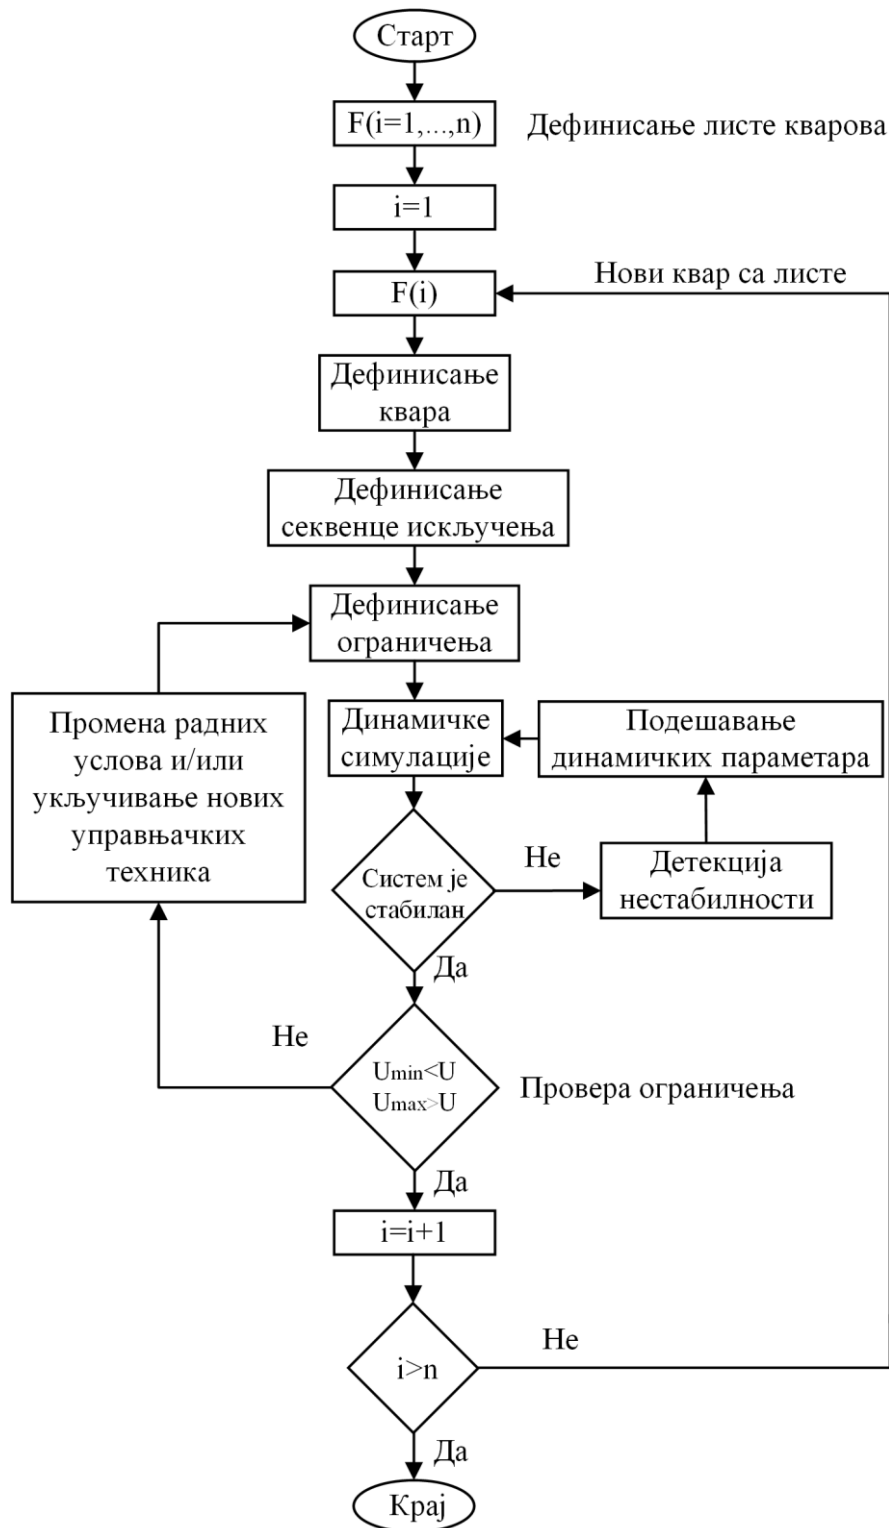 Старт
F(i=1,...,n)
Дефинисање листе кварова
i=1
Нови квар са листе
F(i)
Дефинисање
квара
Дефинисање
секвенце искључења
Дефинисање
ограничења
Промена радних
услова и/или
укључивање нових
управњачких
техника
Динамичке
симулације
Подешавање
динамичких параметара
Систем је
стабилан
Не
Детекција
нестабилности
Да
Не
Umin<U
Umax>U
Провера ограничења
Да
i=i+1
i>n
Не
Да
Крај